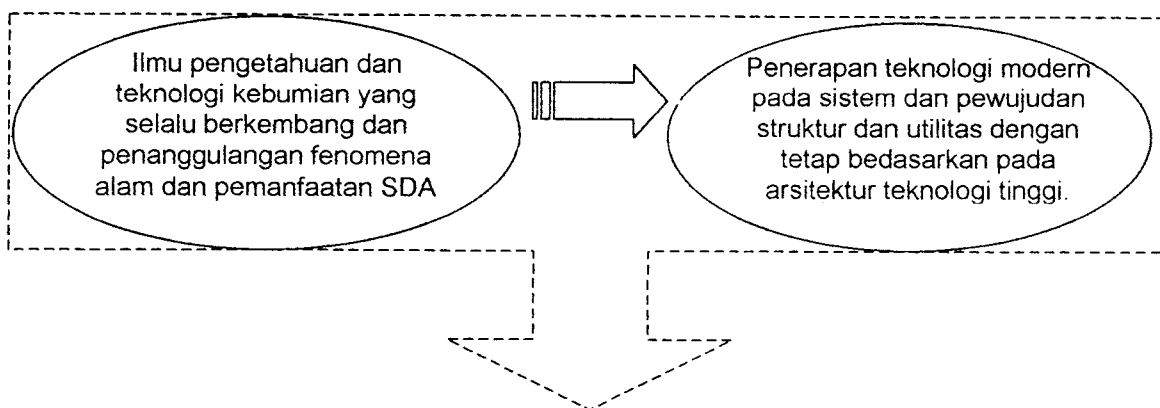 Ilmu pengetahuan dan
teknologi kebumian yang
selalu berkembang dan
penanggulangan fenomena
alam dan pemanfaatan SDA
Penerapan teknologi modern
pada sistem dan pewujudan
struktur dan utilitas dengan
tetap bedasarkan pada
arsitektur teknologi tinggi.